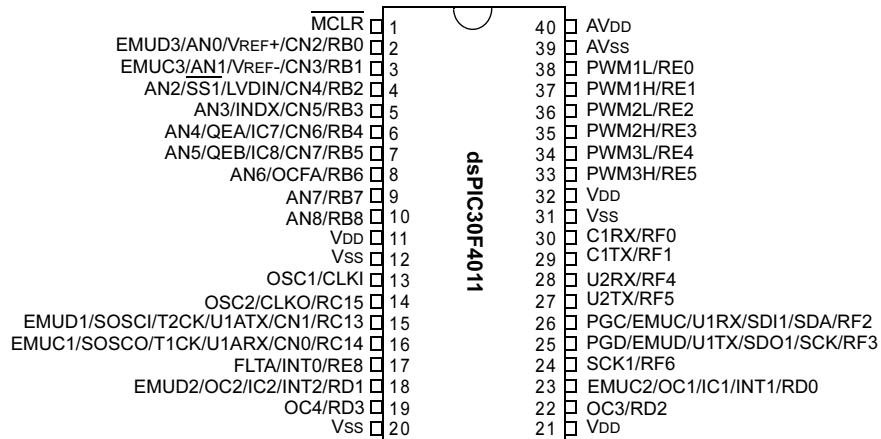 MCLR 1
EMUD3/AN0/VREF+/CN2/RB0 2
EMUC3/AN1/VREF-/CN3/RB1 3
AN2/SS1/LVDIN/CN4/RB2 4
AN3/INDX/CN5/RB3 5
AN4/QEA/IC7/CN6/RB4 6
AN5/QEB/IC8/CN7/RB5 7
AN6/OCFA/RB6 8
AN7/RB7 9
AN8/RB8 10
VDD 11
VSS 12
OSC1/CLKI 13
OSC2/CLKO/RC15 14
EMUD1/SOSCI/T2CK/U1ATX/CN1/RC13 15
EMUC1/SOSCO/T1CK/U1ARX/CN0/RC14 16
FLTA/INT0/RE8 17
EMUD2/OC2/IC2/INT2/RD1 18
OC4/RD3 19
VSS 20
dsPIC30F4011
40 AVDD
39 AVSS
38 PWM1L/RE0
37 PWM1H/RE1
36 PWM2L/RE2
35 PWM2H/RE3
34 PWM3L/RE4
33 PWM3H/RE5
32 VDD
31 VSS
30 C1RX/RF0
29 C1TX/RF1
28 U2RX/RF4
27 U2TX/RF5
26 PGC/EMUC/U1RX/SDI1/SDA/RF2
25 PGD/EMUD/U1TX/SDO1/SCK/RF3
24 SCK1/RF6
23 EMUC2/OC1/IC1/INT1/RD0
22 OC3/RD2
21 VDD